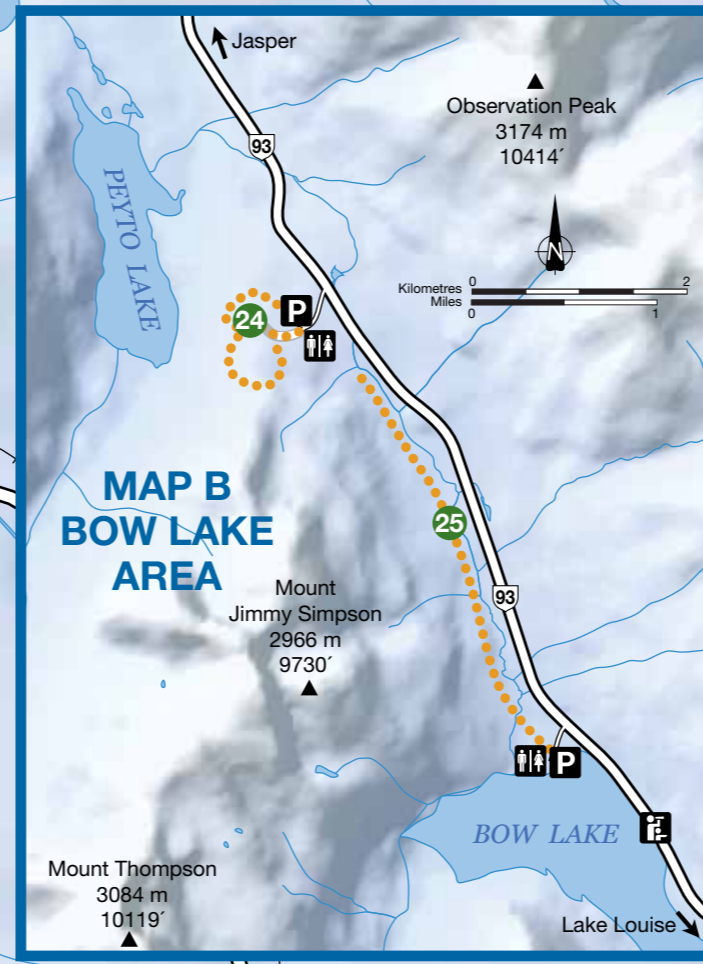 Jasper
Observation Peak
3174 m
10414´
93
PEYTO LAKE
N
Kilometres 0 2
Miles
0 1
24
P
MAP B
BOW LAKE
AREA
25
Mount
Jimmy Simpson
2966 m
9730´
93
P
BOW LAKE
Mount Thompson
3084 m
10119´
Lake Louise